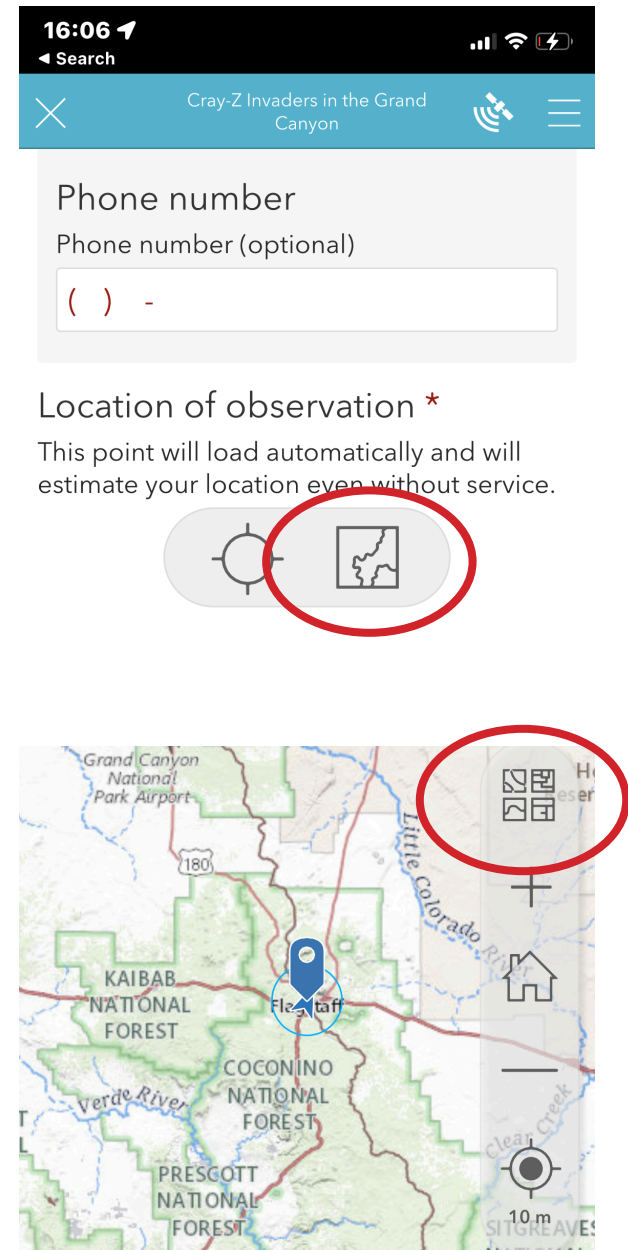 16:06
◀ Search
Cray-Z Invaders in the Grand
Canyon
Phone number
Phone number (optional)
( ) -
Location of observation *
This point will load automatically and will
estimate your location even without service.
Grand Canyon
National
Park Airport
180
Little Colorado River
Flagstaff
KAIBAB
NATIONAL
FOREST
COCONINO
NATIONAL
FOREST
Verde River
Clear Creek
PRESCOTT
NATIONAL
FOREST
10 m
SITGREAVES